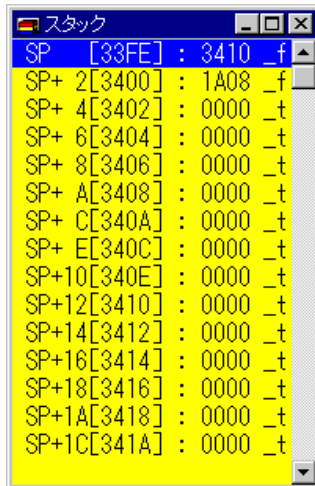 スタック
SP [33FE] : 3410 _f
SP+ 2[3400] : 1A08 _f
SP+ 4[3402] : 0000 _t
SP+ 6[3404] : 0000 _t
SP+ 8[3406] : 0000 _t
SP+ A[3408] : 0000 _t
SP+ C[340A] : 0000 _t
SP+ E[340C] : 0000 _t
SP+10[340E] : 0000 _t
SP+12[3410] : 0000 _t
SP+14[3412] : 0000 _t
SP+16[3414] : 0000 _t
SP+18[3416] : 0000 _t
SP+1A[3418] : 0000 _t
SP+1C[341A] : 0000 _t